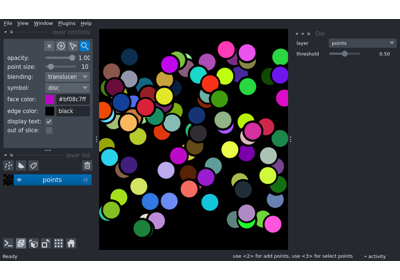 File View Window Plugins Help
layer controls
opacity: 1.00
point size: 10
blending: translucen
symbol: disc
face color: #bf08c7ff
edge color: black
display text:
out of slice:
layer list
points
Do
layer points
threshold 0.50
Ready use <2> for add points, use <3> for select points activity